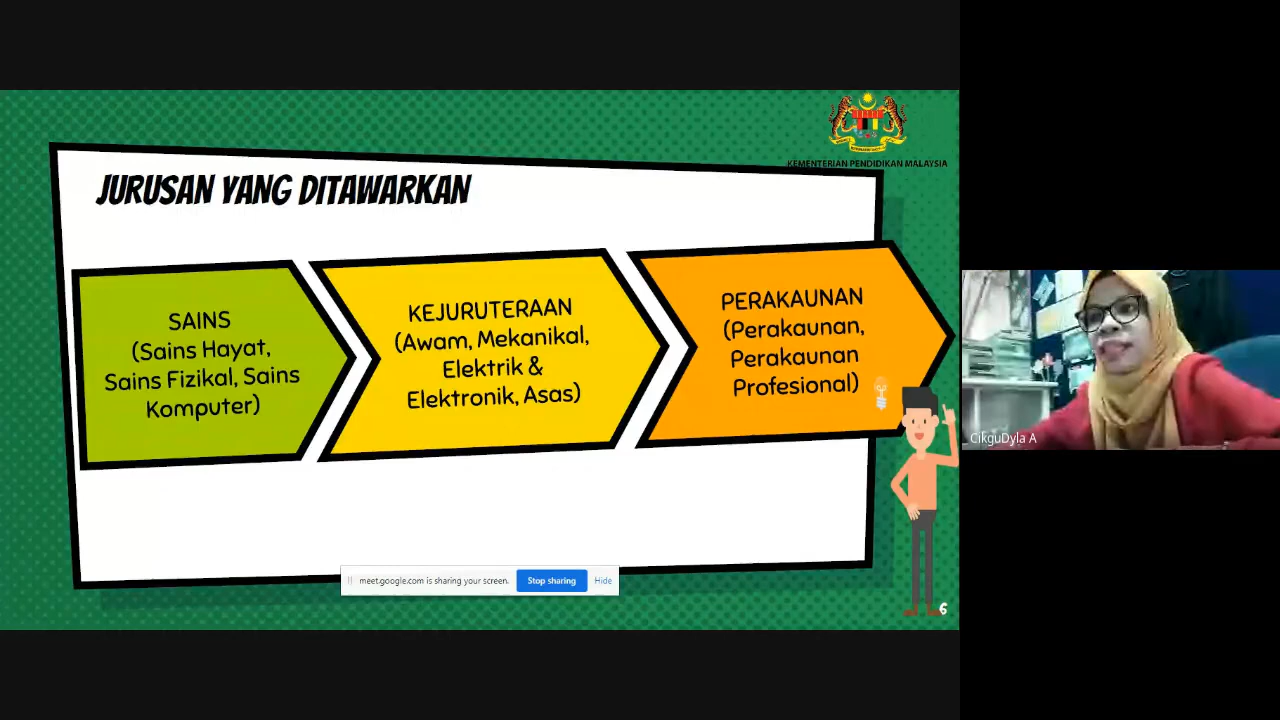 KEMENTERIAN PENDIDIKAN MALAYSIA
JURUSAN YANG DITAWARKAN
SAINS
(Sains Hayat,
Sains Fizikal, Sains
Komputer)
KEJURUTERAAN
(Awam, Mekanikal,
Elektrik &
Elektronik, Asas)
PERAKAUNAN
(Perakaunan,
Perakaunan
Profesional)
CikguDyla A
meet.google.com is sharing your screen.
Stop sharing
Hide
6